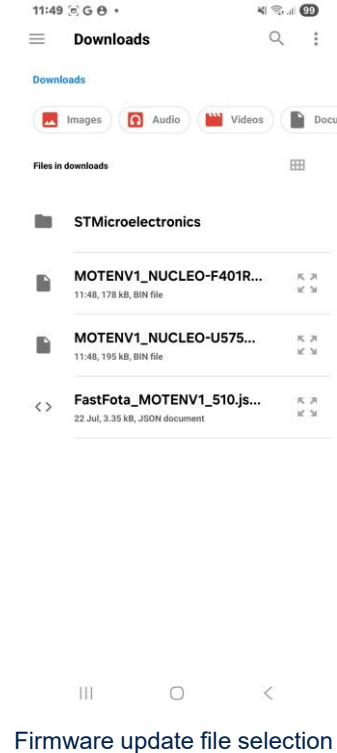 11:49
99
Downloads
Downloads
Images
Audio
Videos
Docu
Files in downloads
STMicroelectronics
MOTENV1_NUCLEO-F401R...
11:48, 178 kB, BIN file
MOTENV1_NUCLEO-U575...
11:48, 195 kB, BIN file
FastFota_MOTENV1_510.js...
22 Jul, 3.35 kB, JSON document
Firmware update file selection